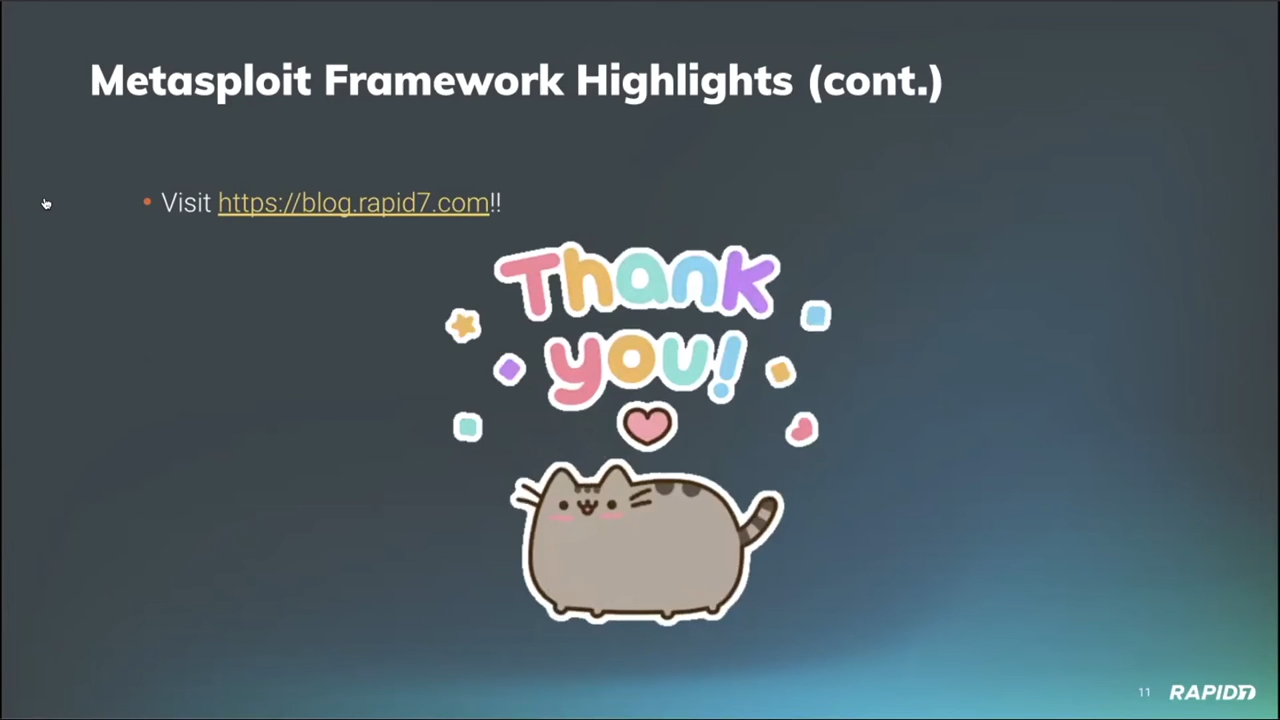 Metasploit Framework Highlights (cont.)
• Visit https://blog.rapid7.com!!
Thank
you!
11
RAPID7